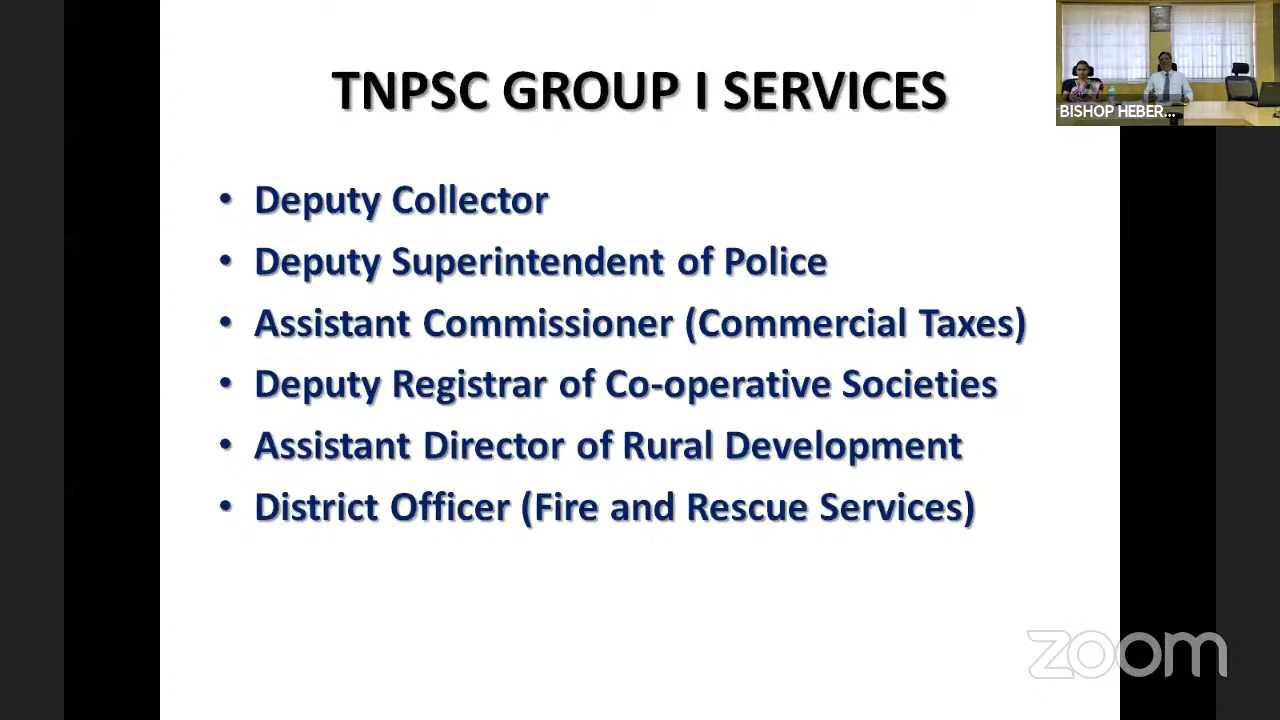 TNPSC GROUP I SERVICES
BISHOP HEBER...
• Deputy Collector
• Deputy Superintendent of Police
• Assistant Commissioner (Commercial Taxes)
• Deputy Registrar of Co-operative Societies
• Assistant Director of Rural Development
• District Officer (Fire and Rescue Services)
zoom